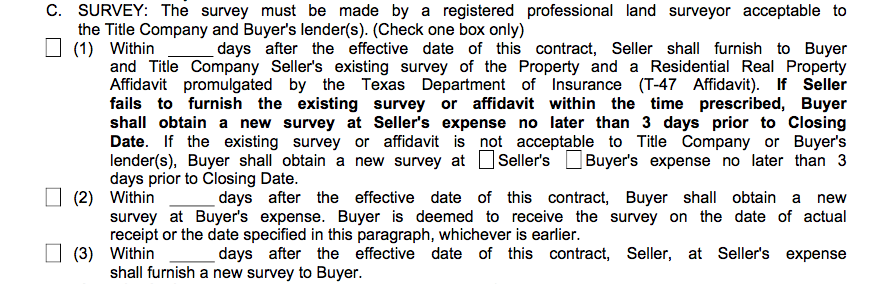 C. SURVEY: The survey must be made by a registered professional land surveyor acceptable to
the Title Company and Buyer's lender(s). (Check one box only)
(1) Within _____ days after the effective date of this contract, Seller shall furnish to Buyer
and Title Company Seller's existing survey of the Property and a Residential Real Property
Affidavit promulgated by the Texas Department of Insurance (T-47 Affidavit). If Seller
fails to furnish the existing survey or affidavit within the time prescribed, Buyer
shall obtain a new survey at Seller's expense no later than 3 days prior to Closing
Date. If the existing survey or affidavit is not acceptable to Title Company or Buyer's
lender(s), Buyer shall obtain a new survey at Seller's Buyer's expense no later than 3
days prior to Closing Date.
(2) Within _____ days after the effective date of this contract, Buyer shall obtain a new
survey at Buyer's expense. Buyer is deemed to receive the survey on the date of actual
receipt or the date specified in this paragraph, whichever is earlier.
(3) Within _____ days after the effective date of this contract, Seller, at Seller's expense
shall furnish a new survey to Buyer.